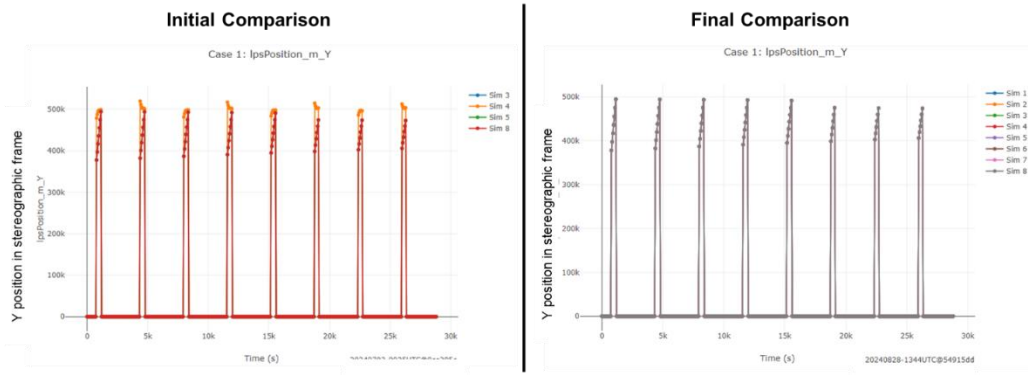 Initial Comparison
Case 1: lpsPosition_m_Y
Y position in stereographic frame
lpsPosition_m_Y
500k
400k
300k
200k
100k
0
0
5k
10k
15k
20k
25k
30k
Time (s)
Sim 3
Sim 4
Sim 5
Sim 8
Final Comparison
Case 1: lpsPosition_m_Y
Y position in stereographic frame
500k
400k
300k
200k
100k
0
0
5k
10k
15k
20k
25k
30k
Time (s)
20240828-1344UTC@54915dd
Sim 1
Sim 2
Sim 3
Sim 4
Sim 5
Sim 6
Sim 7
Sim 8